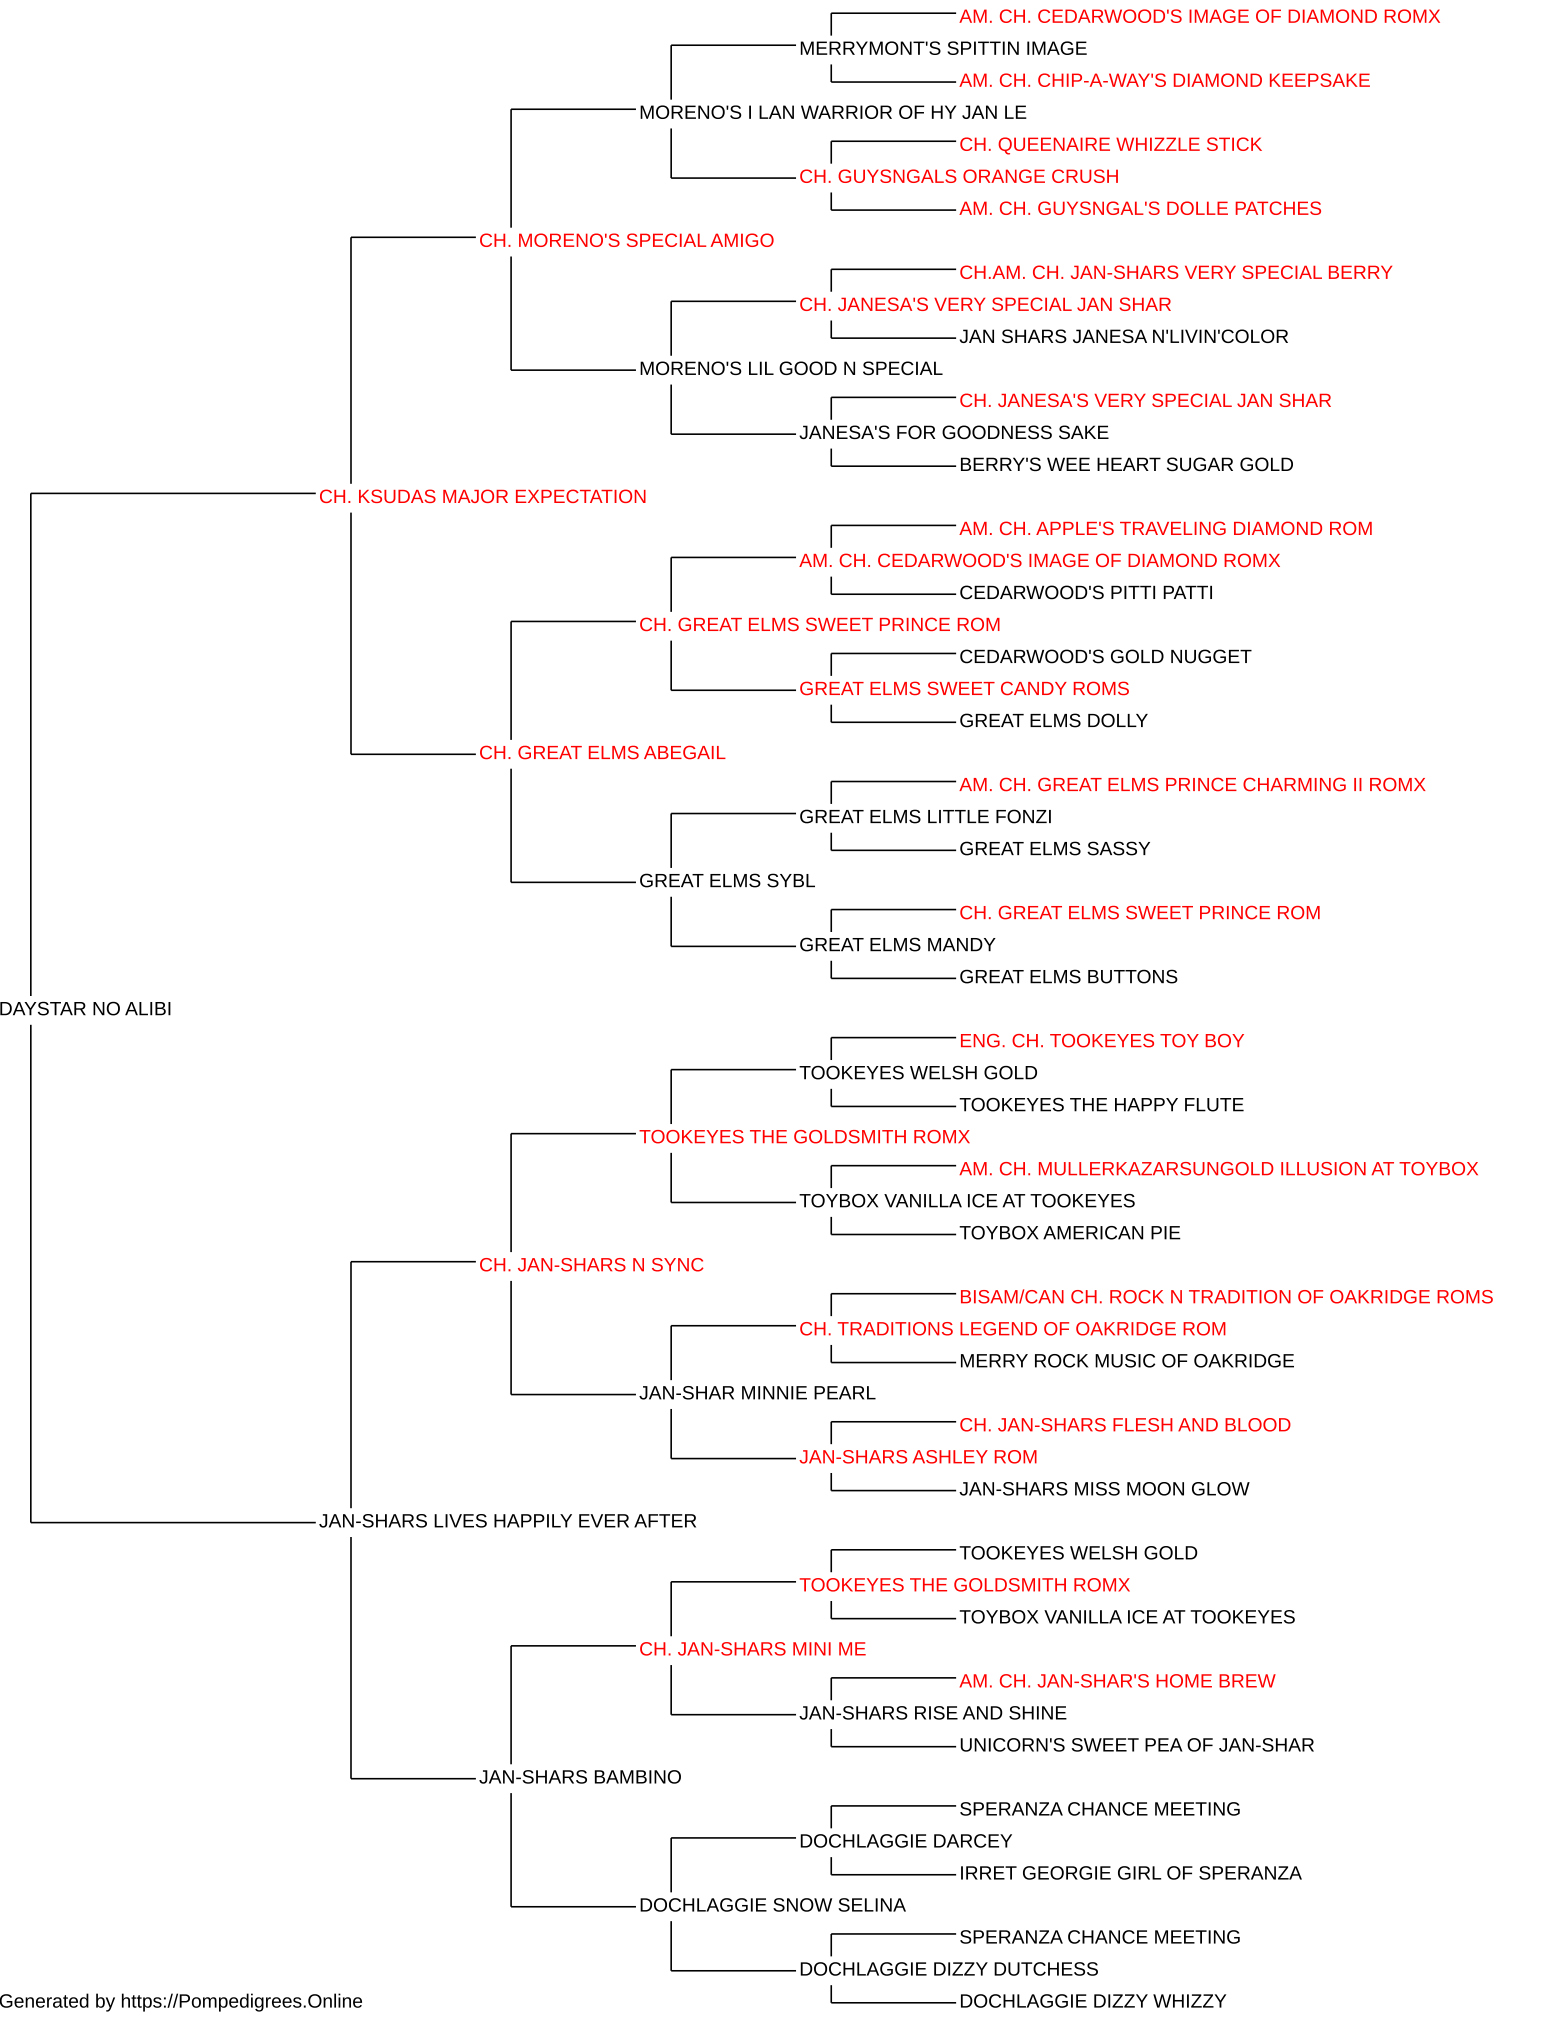 AM. CH. CEDARWOOD'S IMAGE OF DIAMOND ROMX
MERRYMONT'S SPITTIN IMAGE
AM. CH. CHIP-A-WAY'S DIAMOND KEEPSAKE
MORENO'S I LAN WARRIOR OF HY JAN LE
CH. QUEENAIRE WHIZZLE STICK
CH. GUYSNGALS ORANGE CRUSH
AM. CH. GUYSNGAL'S DOLLE PATCHES
CH. MORENO'S SPECIAL AMIGO
CH.AM. CH. JAN-SHARS VERY SPECIAL BERRY
CH. JANESA'S VERY SPECIAL JAN SHAR
JAN SHARS JANESA N'LIVIN'COLOR
MORENO'S LIL GOOD N SPECIAL
CH. JANESA'S VERY SPECIAL JAN SHAR
JANESA'S FOR GOODNESS SAKE
BERRY'S WEE HEART SUGAR GOLD
CH. KSUDAS MAJOR EXPECTATION
AM. CH. APPLE'S TRAVELING DIAMOND ROM
AM. CH. CEDARWOOD'S IMAGE OF DIAMOND ROMX
CEDARWOOD'S PITTI PATTI
CH. GREAT ELMS SWEET PRINCE ROM
CEDARWOOD'S GOLD NUGGET
GREAT ELMS SWEET CANDY ROMS
GREAT ELMS DOLLY
CH. GREAT ELMS ABEGAIL
AM. CH. GREAT ELMS PRINCE CHARMING II ROMX
GREAT ELMS LITTLE FONZI
GREAT ELMS SASSY
GREAT ELMS SYBL
CH. GREAT ELMS SWEET PRINCE ROM
GREAT ELMS MANDY
GREAT ELMS BUTTONS
DAYSTAR NO ALIBI
ENG. CH. TOOKEYES TOY BOY
TOOKEYES WELSH GOLD
TOOKEYES THE HAPPY FLUTE
TOOKEYES THE GOLDSMITH ROMX
AM. CH. MULLERKAZARSUNGOLD ILLUSION AT TOYBOX
TOYBOX VANILLA ICE AT TOOKEYES
TOYBOX AMERICAN PIE
CH. JAN-SHARS N SYNC
BISAM/CAN CH. ROCK N TRADITION OF OAKRIDGE ROMS
CH. TRADITIONS LEGEND OF OAKRIDGE ROM
MERRY ROCK MUSIC OF OAKRIDGE
JAN-SHAR MINNIE PEARL
CH. JAN-SHARS FLESH AND BLOOD
JAN-SHARS ASHLEY ROM
JAN-SHARS MISS MOON GLOW
JAN-SHARS LIVES HAPPILY EVER AFTER
TOOKEYES WELSH GOLD
TOOKEYES THE GOLDSMITH ROMX
TOYBOX VANILLA ICE AT TOOKEYES
CH. JAN-SHARS MINI ME
AM. CH. JAN-SHAR'S HOME BREW
JAN-SHARS RISE AND SHINE
UNICORN'S SWEET PEA OF JAN-SHAR
JAN-SHARS BAMBINO
SPERANZA CHANCE MEETING
DOCHLAGGIE DARCEY
IRRET GEORGIE GIRL OF SPERANZA
DOCHLAGGIE SNOW SELINA
SPERANZA CHANCE MEETING
DOCHLAGGIE DIZZY DUTCHESS
DOCHLAGGIE DIZZY WHIZZY
Generated by https://Pompedigrees.Online